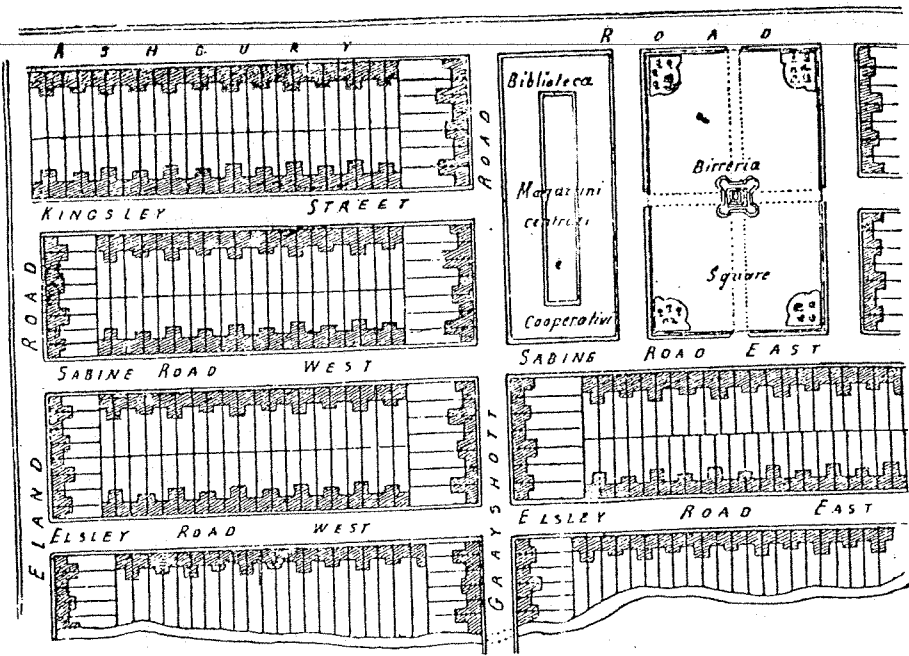 ASHGURY ROAD
Biblioteca
Magazzini
centrali
e
Cooperativi
Birreria
Square
KINGSLEY STREET
SABINE ROAD WEST
SABINE ROAD EAST
ELSLEY ROAD WEST
ELSLEY ROAD EAST
ELAND ROAD
GRAYSHOTT ROAD